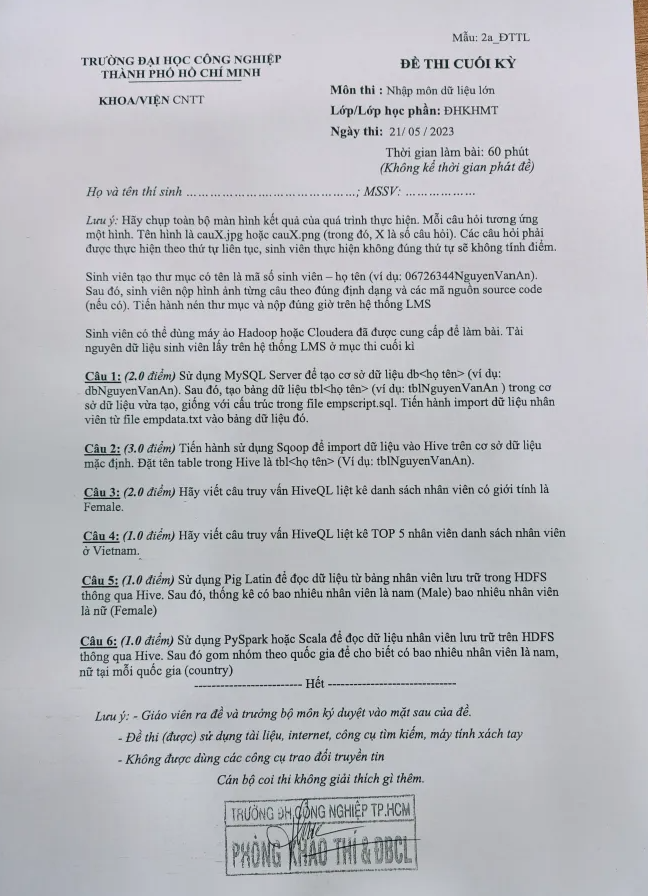 Mẫu: 2a_ĐTTL
TRƯỜNG ĐẠI HỌC CÔNG NGHIỆP
THÀNH PHỐ HỒ CHÍ MINH
KHOA/VIỆN CNTT
ĐỀ THI CUỐI KỲ
Môn thi : Nhập môn dữ liệu lớn
Lớp/Lớp học phần: ĐHKHMT
Ngày thi: 21/ 05 / 2023
Thời gian làm bài: 60 phút
(Không kể thời gian phát đề)
Họ và tên thí sinh ……………………………………; MSSV: ………………
Lưu ý: Hãy chụp toàn bộ màn hình kết quả của quá trình thực hiện. Mỗi câu hỏi tương ứng
một hình. Tên hình là cauX.jpg hoặc cauX.png (trong đó, X là số câu hỏi). Các câu hỏi phải
được thực hiện theo thứ tự liên tục, sinh viên thực hiện không đúng thứ tự sẽ không tính điểm.
Sinh viên tạo thư mục có tên là mã số sinh viên – họ tên (ví dụ: 06726344NguyenVanAn).
Sau đó, sinh viên nộp hình ảnh từng câu theo đúng định dạng và các mã nguồn source code
(nếu có). Tiến hành nén thư mục và nộp đúng giờ trên hệ thống LMS
Sinh viên có thể dùng máy ảo Hadoop hoặc Cloudera đã được cung cấp để làm bài. Tài
nguyên dữ liệu sinh viên lấy trên hệ thống LMS ở mục thi cuối kì
Câu 1: (2.0 điểm) Sử dụng MySQL Server để tạo cơ sở dữ liệu db<họ tên> (ví dụ:
dbNguyenVanAn). Sau đó, tạo bảng dữ liệu tbl<họ tên> (ví dụ: tblNguyenVanAn ) trong cơ
sở dữ liệu vừa tạo, giống với cấu trúc trong file empscript.sql. Tiến hành import dữ liệu nhân
viên từ file empdata.txt vào bảng dữ liệu đó.
Câu 2: (3.0 điểm) Tiến hành sử dụng Sqoop để import dữ liệu vào Hive trên cơ sở dữ liệu
mặc định. Đặt tên table trong Hive là tbl<họ tên> (Ví dụ: tblNguyenVanAn).
Câu 3: (2.0 điểm) Hãy viết câu truy vấn HiveQL liệt kê danh sách nhân viên có giới tính là
Female.
Câu 4: (1.0 điểm) Hãy viết câu truy vấn HiveQL liệt kê TOP 5 nhân viên danh sách nhân viên
ở Vietnam.
Câu 5: (1.0 điểm) Sử dụng Pig Latin để đọc dữ liệu từ bảng nhân viên lưu trữ trong HDFS
thông qua Hive. Sau đó, thống kê có bao nhiêu nhân viên là nam (Male) bao nhiêu nhân viên
là nữ (Female)
Câu 6: (1.0 điểm) Sử dụng PySpark hoặc Scala để đọc dữ liệu nhân viên lưu trữ trên HDFS
thông qua Hive. Sau đó gom nhóm theo quốc gia để cho biết có bao nhiêu nhân viên là nam,
nữ tại mỗi quốc gia (country)
-------------------------- Hết -------------------------------
Lưu ý: - Giáo viên ra đề và trưởng bộ môn ký duyệt vào mặt sau của đề.
- Đề thi (được) sử dụng tài liệu, internet, công cụ tìm kiếm, máy tính xách tay
- Không được dùng các công cụ trao đổi truyền tin
Cán bộ coi thi không giải thích gì thêm.
TRƯỜNG ĐH CÔNG NGHIỆP TP.HCM
PHÒNG KHẢO THÍ & ĐBCL